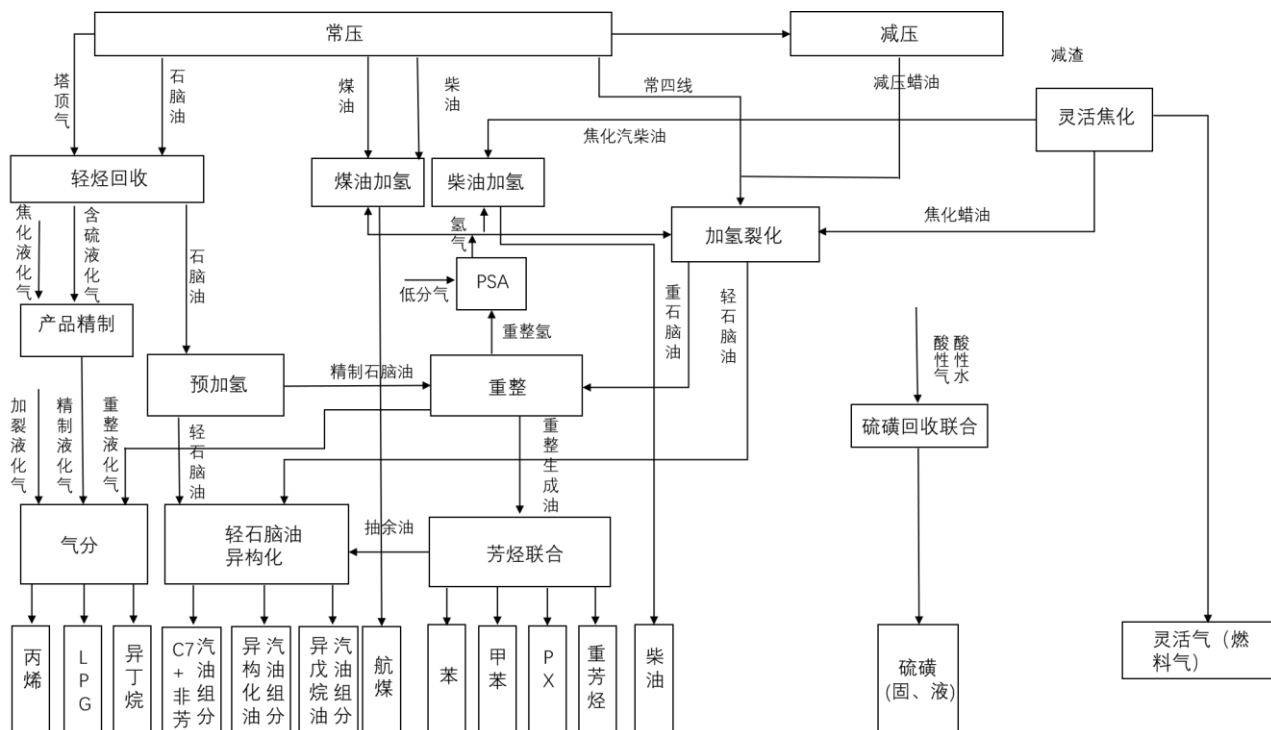 常压
减压
减渣
塔顶气
石脑油
煤油
柴油
常四线
减压蜡油
灵活焦化
焦化汽柴油
轻烃回收
煤油加氢
柴油加氢
焦化液化气
含硫液化气
石脑油
氢气
加氢裂化
焦化蜡油
低分气
PSA
重石脑油
轻石脑油
产品精制
重整氢
酸性气
酸性水
预加氢
精制石脑油
重整
加裂液化气
精制液化气
重整液化气
轻石脑油
重整生成油
硫磺回收联合
气分
轻石脑油
异构化
抽余油
芳烃联合
丙烯
LPG
异丁烷
C7+非芳
汽油组分
异构化油
汽油组分
异戊烷油
汽油组分
航煤
苯
甲苯
PX
重芳烃
柴油
硫磺
(固、液)
灵活气（燃
料气）